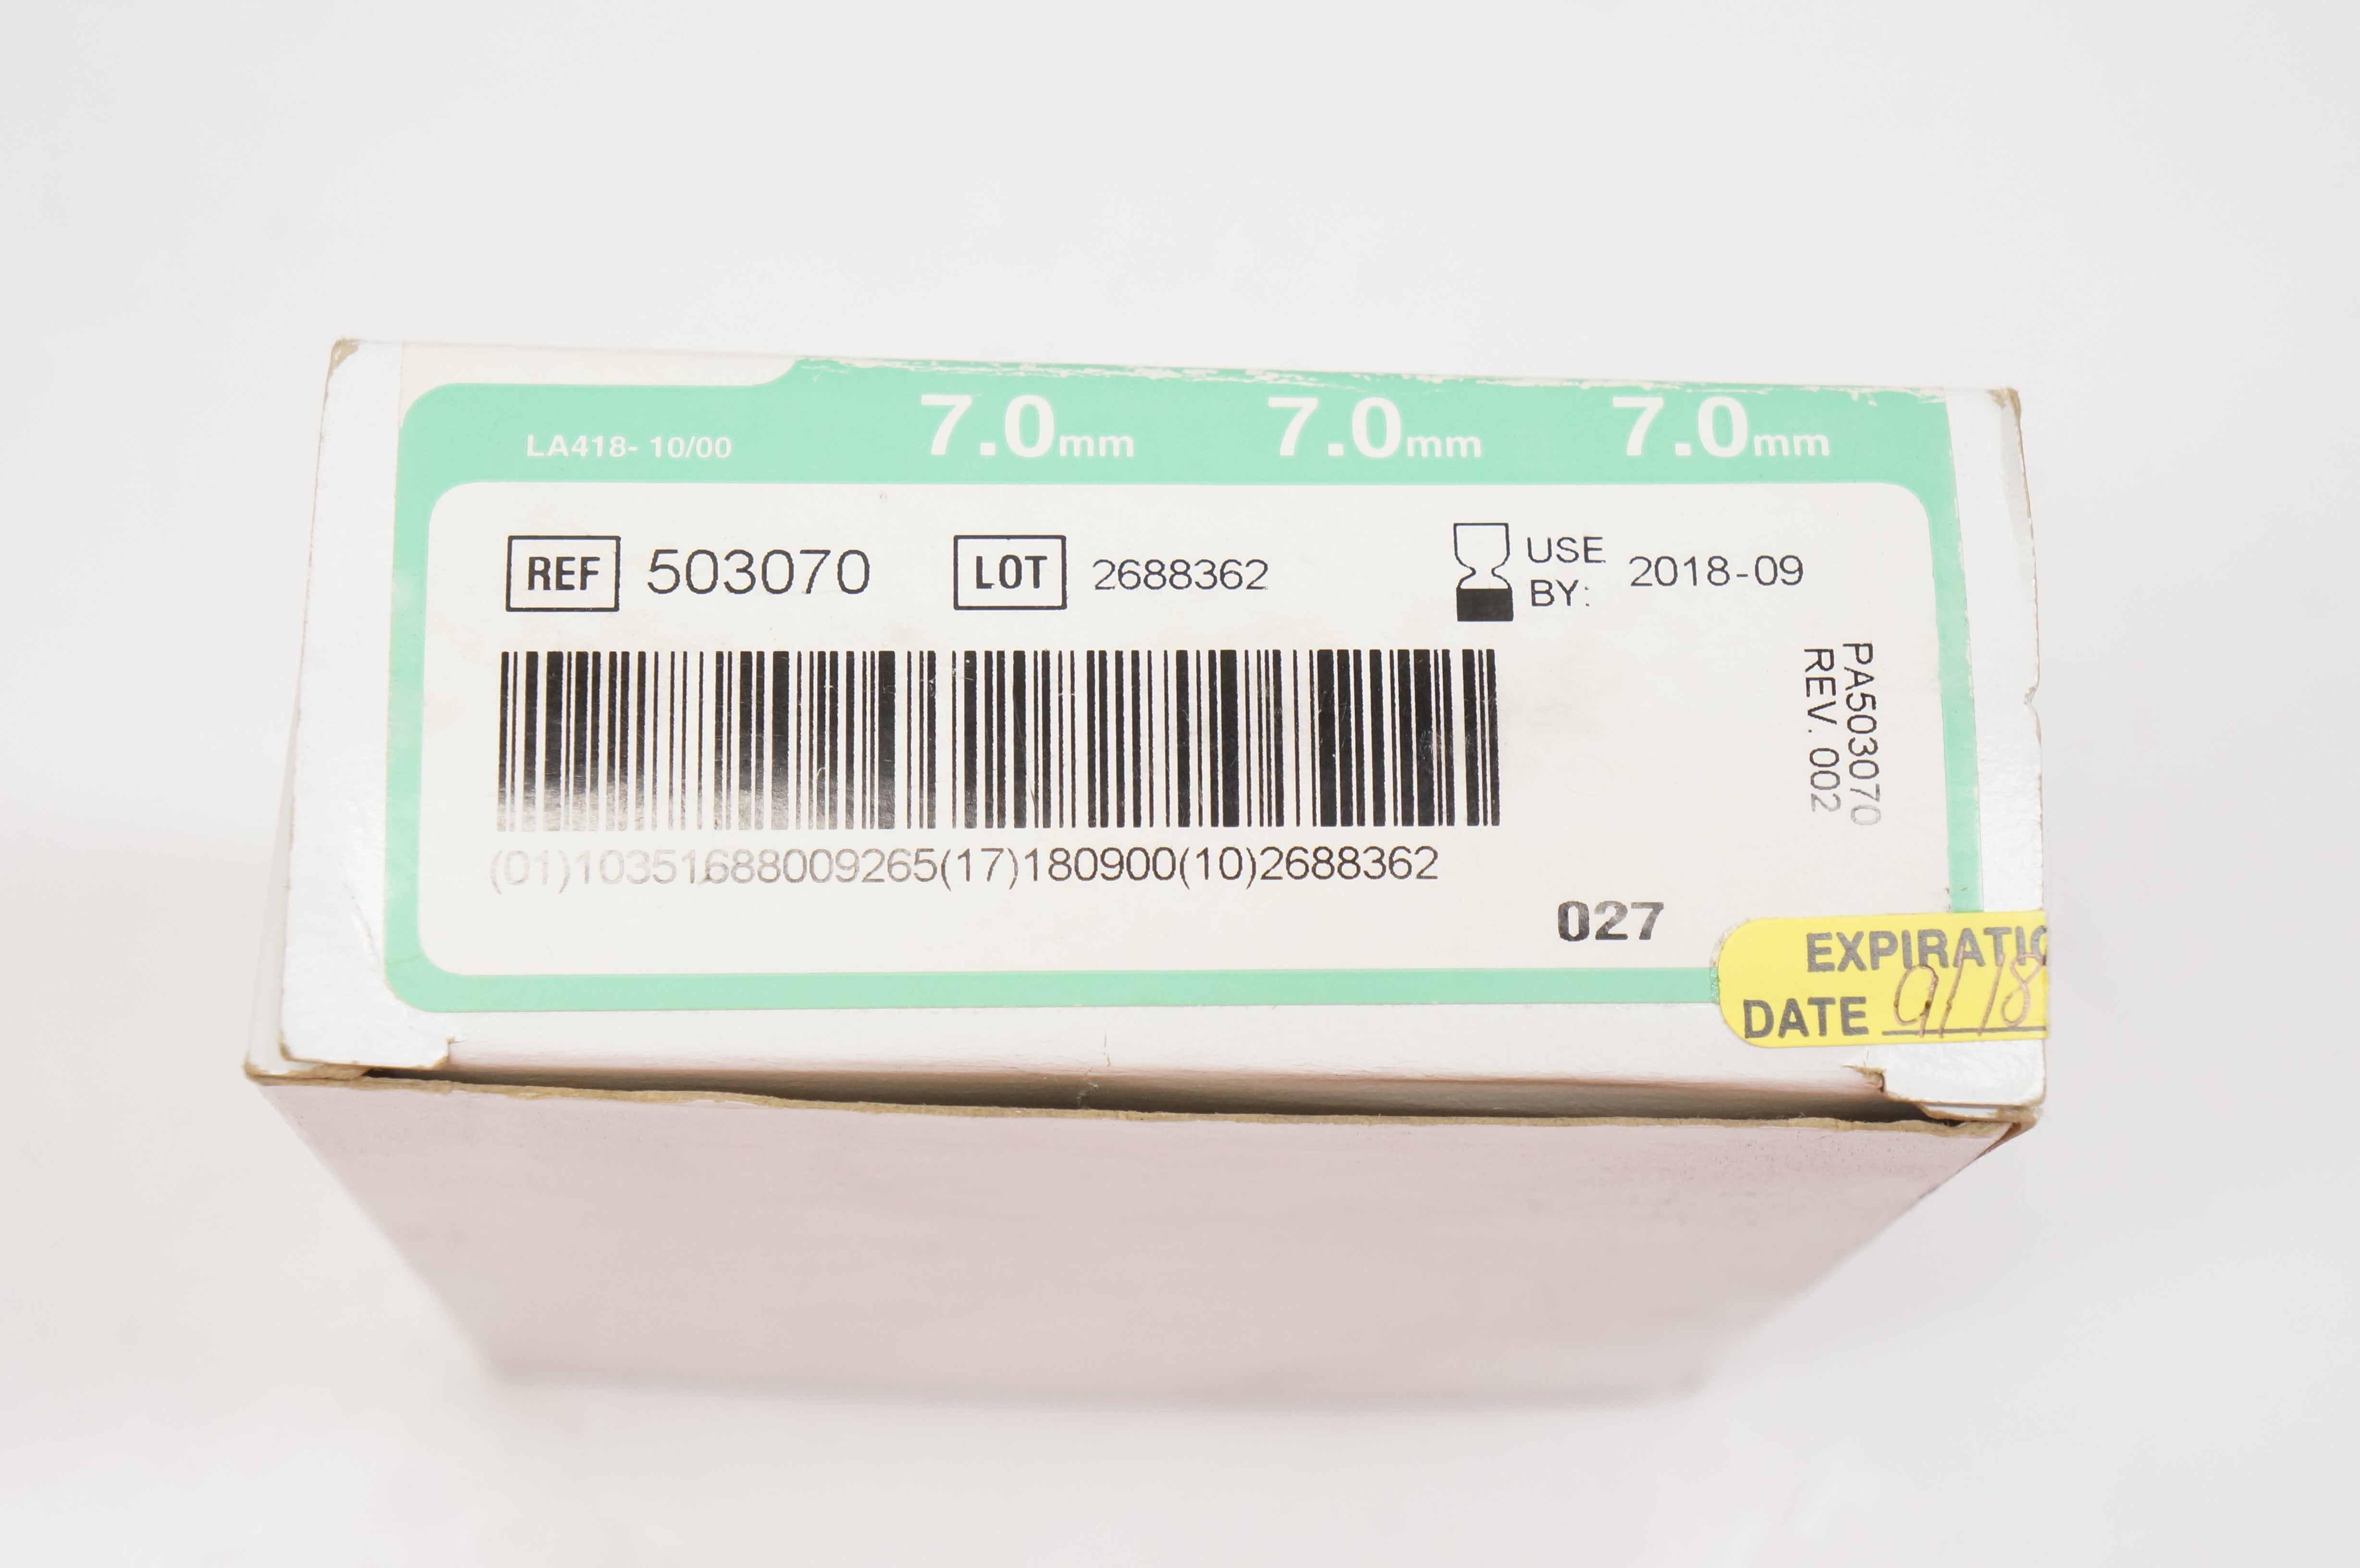 LA418- 10/00 7.0mm 7.0mm 7.0mm
REF 503070 LOT 2688362 USE BY: 2018-09
PA503070
REV. 002
(01)10351688009265(17)180900(10)2688362
027
EXPIRATIO
DATE 9/18